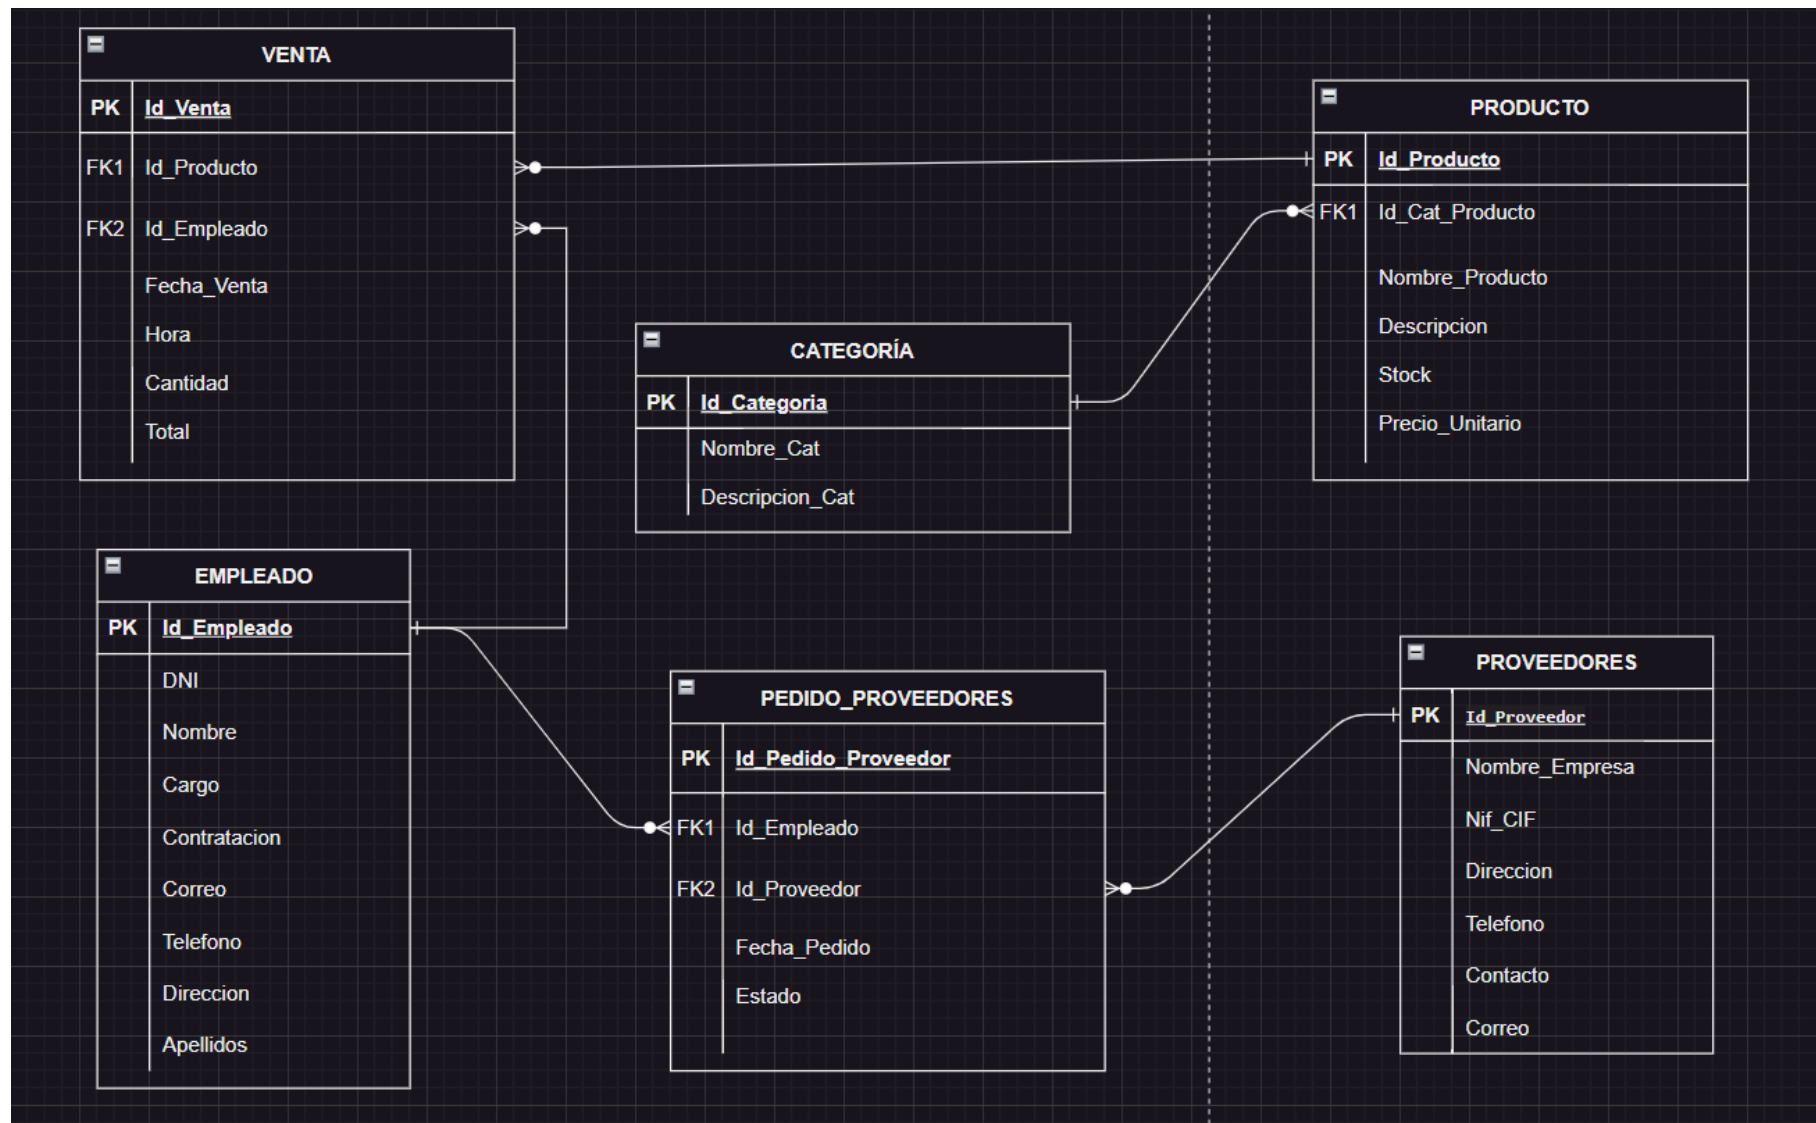 VENTA
PK Id_Venta
FK1 Id_Producto
FK2 Id_Empleado
Fecha_Venta
Hora
Cantidad
Total
PRODUCTO
PK Id_Producto
FK1 Id_Cat_Producto
Nombre_Producto
Descripcion
Stock
Precio_Unitario
CATEGORÍA
PK Id_Categoria
Nombre_Cat
Descripcion_Cat
EMPLEADO
PK Id_Empleado
DNI
Nombre
Cargo
Contratacion
Correo
Telefono
Direccion
Apellidos
PEDIDO_PROVEEDORES
PK Id_Pedido_Proveedor
FK1 Id_Empleado
FK2 Id_Proveedor
Fecha_Pedido
Estado
PROVEEDORES
PK Id_Proveedor
Nombre_Empresa
Nif_CIF
Direccion
Telefono
Contacto
Correo